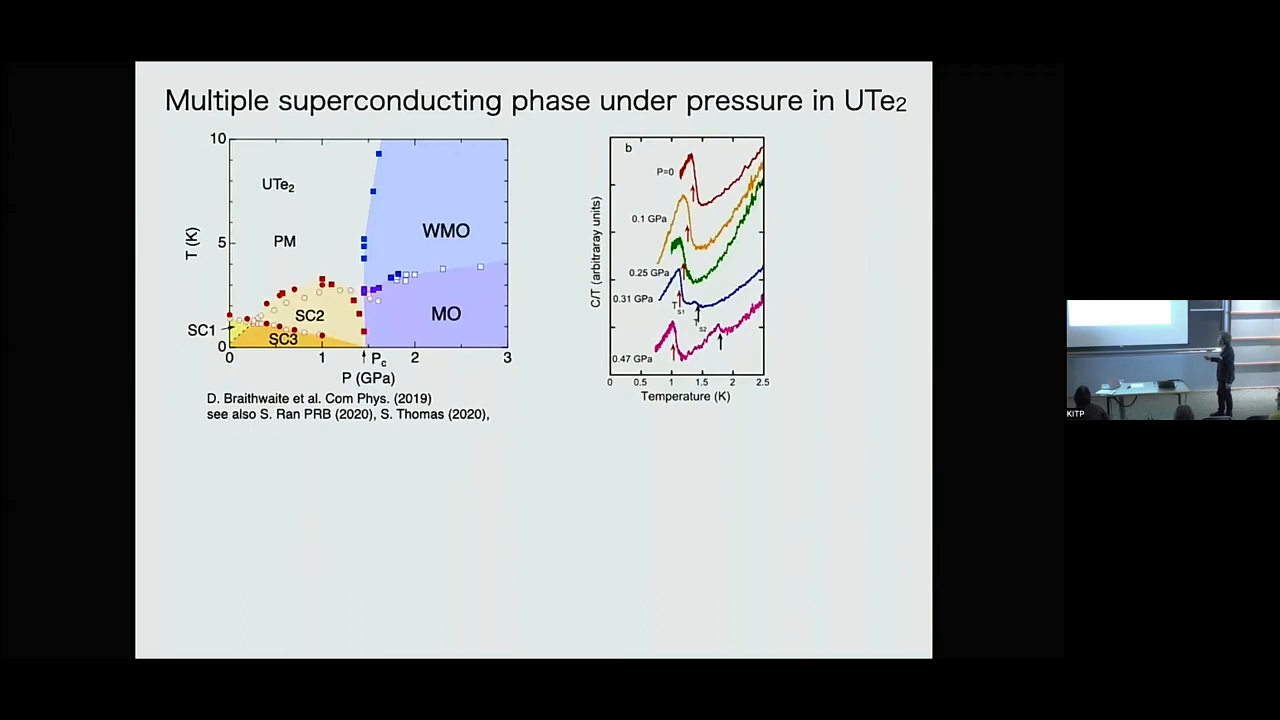 Multiple superconducting phase under pressure in UTe2
10
UTe2
PM
5
T (K)
WMO
SC2
MO
SC1
SC3
0
0
1
Pc
2
3
P (GPa)
D. Braithwaite et al. Com Phys. (2019)
see also S. Ran PRB (2020), S. Thomas (2020),
b
P=0
0.1 GPa
0.25 GPa
0.31 GPa
TS1
TS2
0.47 GPa
C/T (arbitraray units)
0 0.5 1 1.5 2 2.5
Temperature (K)
KITP